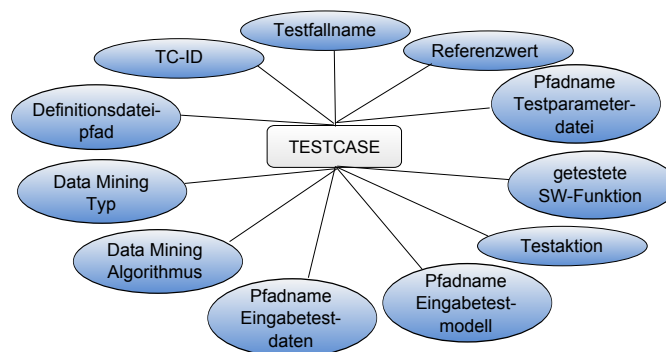 Testfallname
TC-ID
Referenzwert
Pfadname
Testparameter-
datei
Definitionsdatei-
pfad
TESTCASE
getestete
SW-Funktion
Data Mining
Typ
Testaktion
Data Mining
Algorithmus
Pfadname
Eingabetest-
modell
Pfadname
Eingabetest-
daten